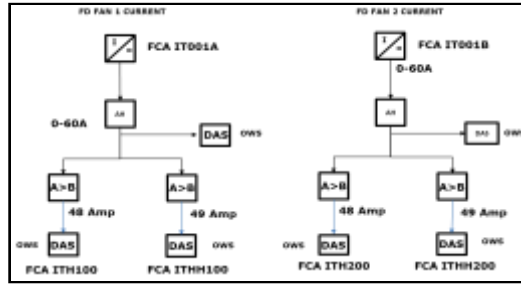 FD FAN 1 CURRENT
FCA IT001A
0-60A
DAS
OWS
A>B
A>B
48 Amp
49 Amp
OWS
DAS
DAS
OWS
FCA ITH100
FCA ITHH100
FD FAN 2 CURRENT
FCA IT001B
0-60A
DAS
OWS
A>B
A>B
48 Amp
49 Amp
OWS
DAS
DAS
OWS
FCA ITH200
FCA ITHH200